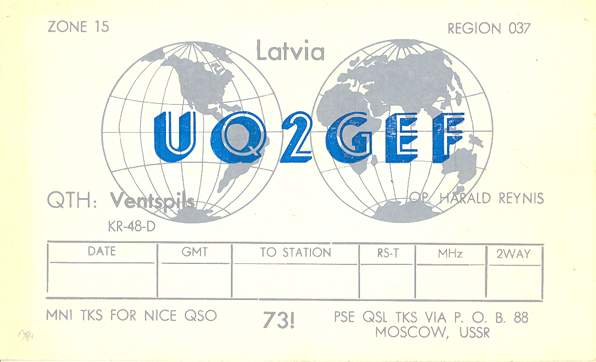 ZONE 15
REGION 037
Latvia
UQ2GEF
QTH: Ventspils
OP. HARALD REYNIS
KR-48-D
DATE GMT TO STATION RS-T MHz 2WAY
MNI TKS FOR NICE QSO 73! PSE QSL TKS VIA P. O. B. 88
MOSCOW, USSR